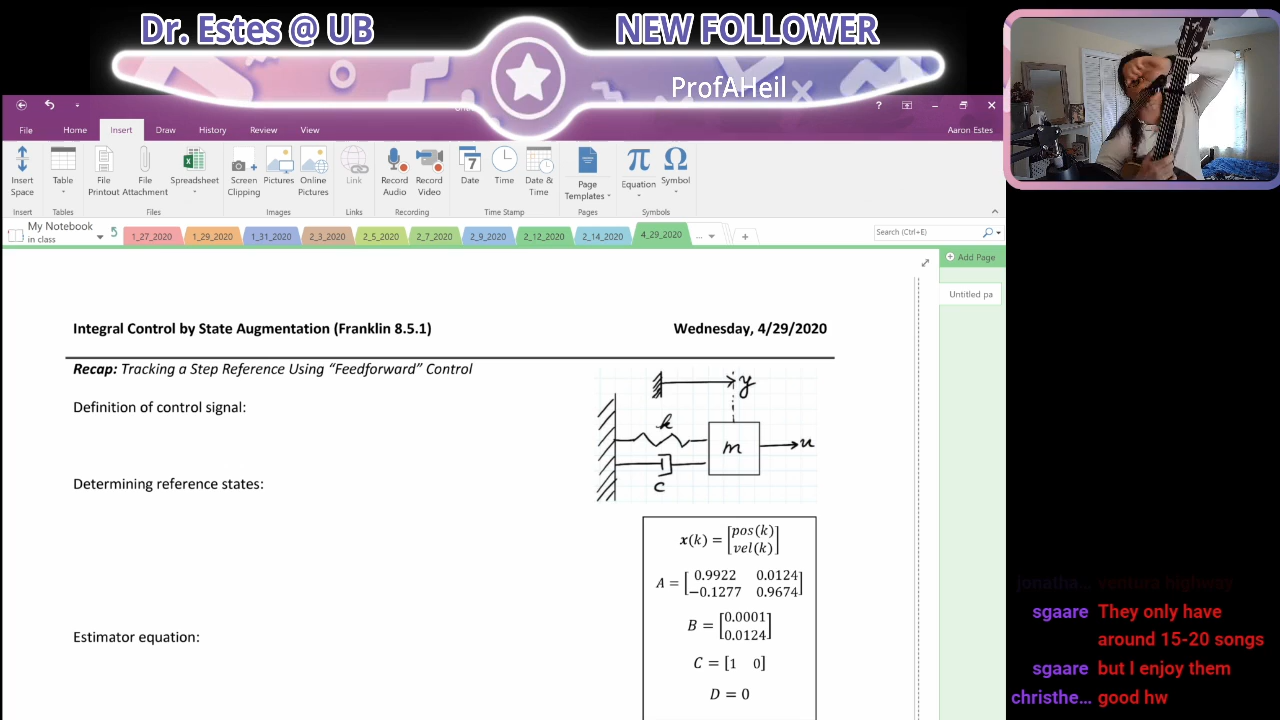 Dr. Estes @ UB
NEW FOLLOWER
ProfAHeil
?
File Home Insert Draw History Review View
Aaron Estes
Insert Space
Table
File Printout
File Attachment
Spreadsheet
Screen Clipping
Pictures
Online Pictures
Link
Record Audio
Record Video
Date
Time
Date & Time
Page Templates
Equation
Symbol
Insert Tables Files Images Links Recording Time Stamp Pages Symbols
My Notebook
in class
1_27_2020 1_29_2020 1_31_2020 2_3_2020 2_5_2020 2_7_2020 2_9_2020 2_12_2020 2_14_2020 4_29_2020 ...
Search (Ctrl+E)
Add Page
Untitled pa
Integral Control by State Augmentation (Franklin 8.5.1) Wednesday, 4/29/2020
Recap: Tracking a Step Reference Using “Feedforward” Control
Definition of control signal:
Determining reference states:
Estimator equation:
y
k
m
u
c
x(k) = [pos(k)
vel(k)]
A = [0.9922 0.0124
−0.1277 0.9674]
B = [0.0001
0.0124]
C = [1 0]
D = 0
jonatha... ventura highway
sgaare They only have
around 15-20 songs
sgaare but I enjoy them
christhe... good hw